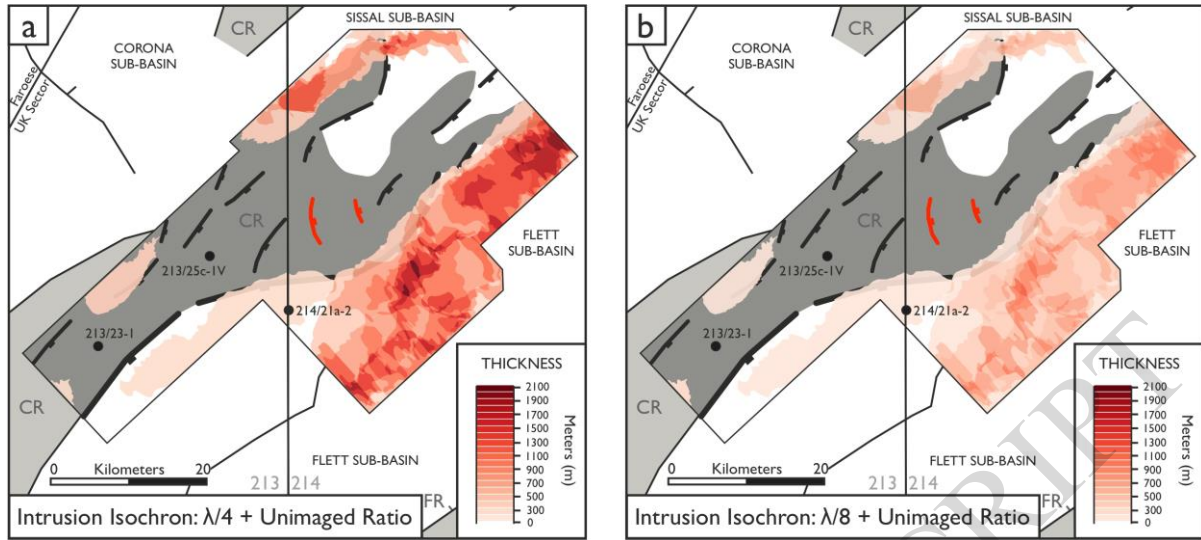 a
CR
SISSAL SUB-BASIN
CORONA
SUB-BASIN
Faroese
UK Sector
CR
213/25c-1V
FLETT
SUB-BASIN
214/21a-2
213/23-1
CR
THICKNESS
2100
1900
1700
1500
1300
1100
900
700
500
300
0
Meters (m)
0 Kilometers 20
213 214
FLETT SUB-BASIN
FR
Intrusion Isochron: λ/4 + Unimaged Ratio
b
CR
SISSAL SUB-BASIN
CORONA
SUB-BASIN
Faroese
UK Sector
CR
213/25c-1V
FLETT
SUB-BASIN
214/21a-2
213/23-1
CR
THICKNESS
2100
1900
1700
1500
1300
1100
900
700
500
300
0
Meters (m)
0 Kilometers 20
213 214
FLETT SUB-BASIN
FR
Intrusion Isochron: λ/8 + Unimaged Ratio
RIPT